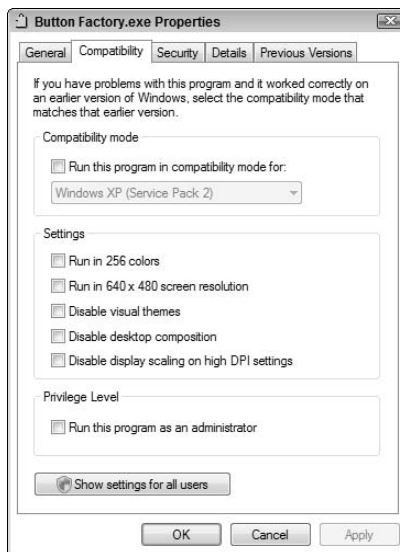 Button Factory.exe Properties
General Compatibility Security Details Previous Versions
If you have problems with this program and it worked correctly on
an earlier version of Windows, select the compatibility mode that
matches that earlier version.
Compatibility mode
Run this program in compatibility mode for:
Windows XP (Service Pack 2)
Settings
Run in 256 colors
Run in 640 x 480 screen resolution
Disable visual themes
Disable desktop composition
Disable display scaling on high DPI settings
Privilege Level
Run this program as an administrator
Show settings for all users
OK Cancel Apply